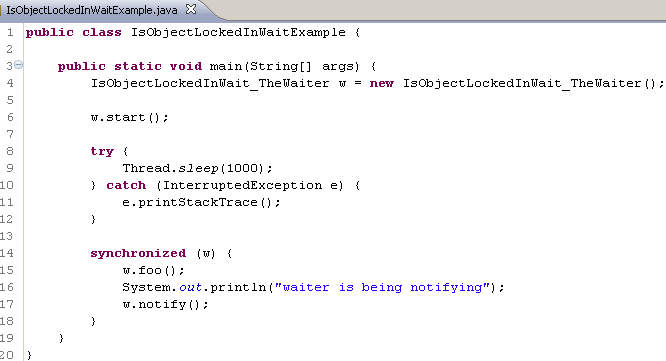 IsObjectLockedInWaitExample.java
1 public class IsObjectLockedInWaitExample {
2
3 public static void main(String[] args) {
4 IsObjectLockedInWait_TheWaiter w = new IsObjectLockedInWait_TheWaiter();
5
6 w.start();
7
8 try {
9 Thread.sleep(1000);
10 } catch (InterruptedException e) {
11 e.printStackTrace();
12 }
13
14 synchronized (w) {
15 w.foo();
16 System.out.println("waiter is being notifying");
17 w.notify();
18 }
19 }
20 }